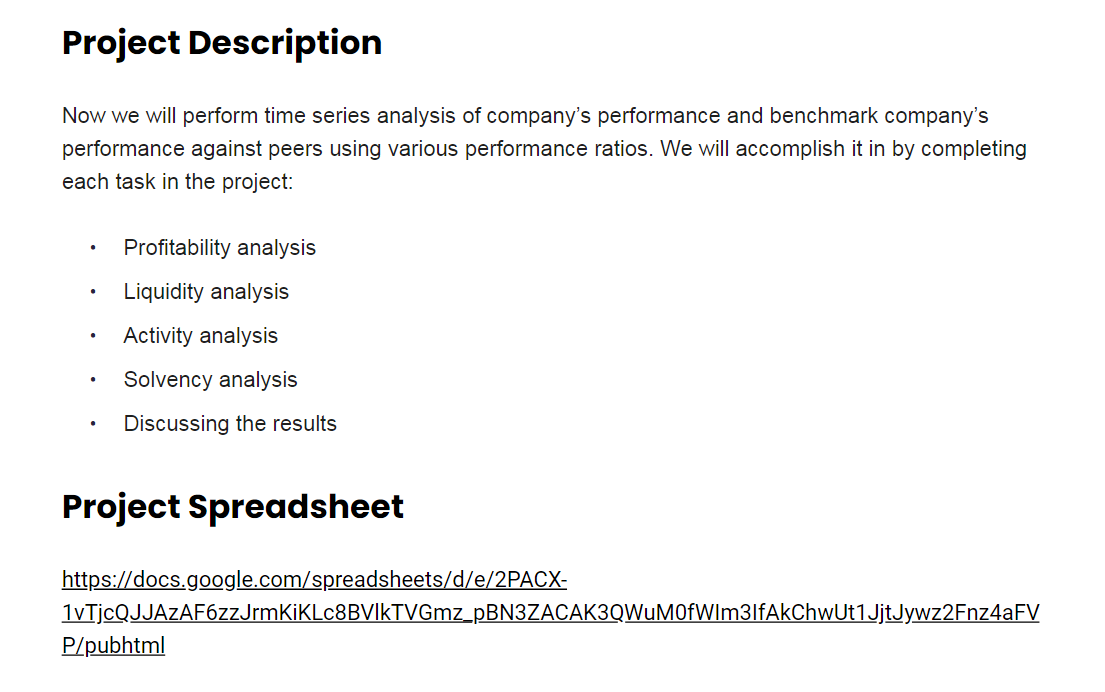 Project Description
Now we will perform time series analysis of company’s performance and benchmark company’s
performance against peers using various performance ratios. We will accomplish it in by completing
each task in the project:
• Profitability analysis
• Liquidity analysis
• Activity analysis
• Solvency analysis
• Discussing the results
Project Spreadsheet
https://docs.google.com/spreadsheets/d/e/2PACX-
1vTjcQJJAzAF6zzJrmKiKLc8BVlkTVGmz_pBN3ZACAK3QWuM0fWIm3IfAkChwUt1JjtJywz2Fnz4aFV
P/pubhtml